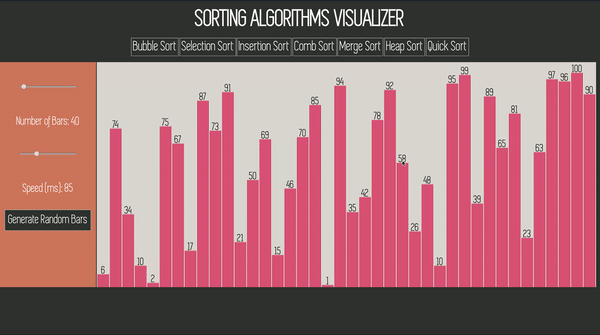 SORTING ALGORITHMS VISUALIZER
Bubble Sort Selection Sort Insertion Sort Comb Sort Merge Sort Heap Sort Quick Sort
Number of Bars: 40
Speed (ms): 85
Generate Random Bars
6 74 34 10 2 75 67 17 87 73 91 21 50 69 15 46 70 85 1 94 35 42 78 92 58 26 48 10 95 99 39 89 65 81 23 63 97 96 100 90